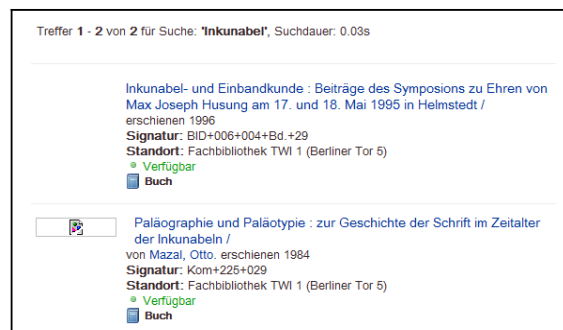 Treffer 1 - 2 von 2 für Suche: 'Inkunabel', Suchdauer: 0.03s
Inkunabel- und Einbandkunde : Beiträge des Symposions zu Ehren von
Max Joseph Husung am 17. und 18. Mai 1995 in Helmstedt /
erschienen 1996
Signatur: BID+006+004+Bd.+29
Standort: Fachbibliothek TWI 1 (Berliner Tor 5)
Verfügbar
Buch
Paläographie und Paläotypie : zur Geschichte der Schrift im Zeitalter
der Inkunabeln /
von Mazal, Otto. erschienen 1984
Signatur: Kom+225+029
Standort: Fachbibliothek TWI 1 (Berliner Tor 5)
Verfügbar
Buch